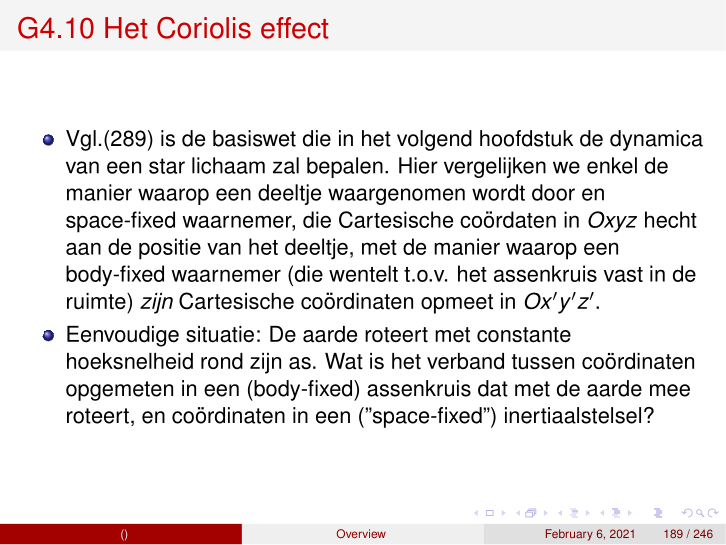 G4.10 Het Coriolis effect
Vgl.(289) is de basiswet die in het volgend hoofdstuk de dynamica
van een star lichaam zal bepalen. Hier vergelijken we enkel de
manier waarop een deeltje waargenomen wordt door en
space-fixed waarnemer, die Cartesische coördaten in Oxyz hecht
aan de positie van het deeltje, met de manier waarop een
body-fixed waarnemer (die wentelt t.o.v. het assenkruis vast in de
ruimte) zijn Cartesische coördinaten opmeet in Ox′y′z′.
Eenvoudige situatie: De aarde roteert met constante
hoeksnelheid rond zijn as. Wat is het verband tussen coördinaten
opgemeten in een (body-fixed) assenkruis dat met de aarde mee
roteert, en coördinaten in een (”space-fixed”) inertiaalstelsel?
() Overview February 6, 2021 189 / 246